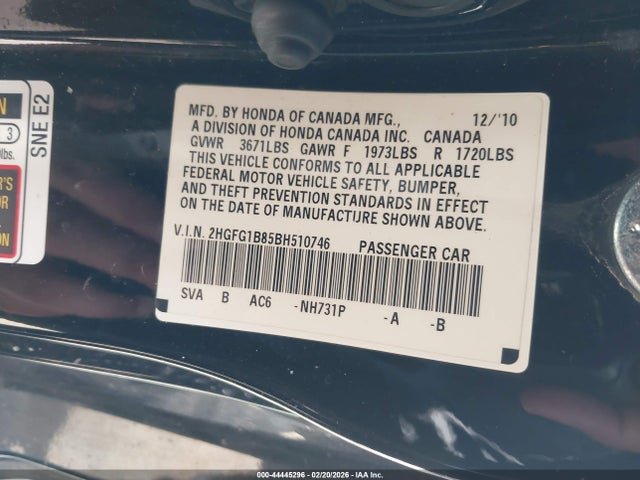 MFD. BY HONDA OF CANADA MFG., 12/'10
A DIVISION OF HONDA CANADA INC. CANADA
GVWR 3671LBS GAWR F 1973LBS R 1720LBS
THIS VEHICLE CONFORMS TO ALL APPLICABLE
FEDERAL MOTOR VEHICLE SAFETY, BUMPER,
AND THEFT PREVENTION STANDARDS IN EFFECT
ON THE DATE OF MANUFACTURE SHOWN ABOVE.
V.I.N. 2HGFG1B85BH510746 PASSENGER CAR
SVA B AC6 -NH731P -A -B
SNE E2
3
lbs.
000-44445296 - 02/20/2026 - IAA Inc.